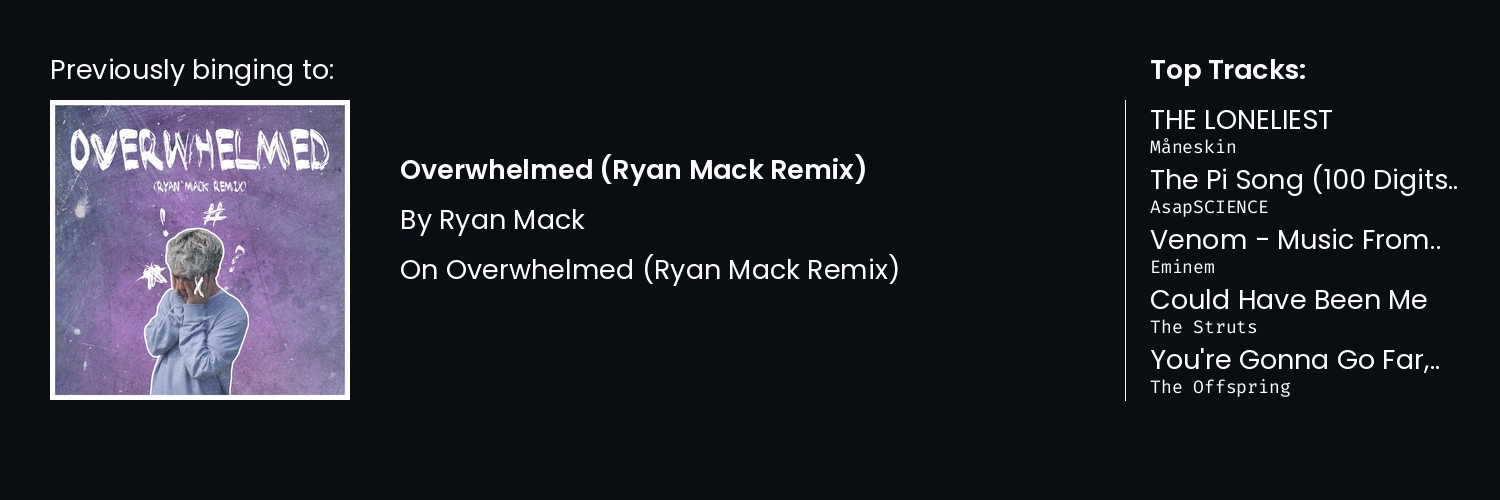 Previously binging to:
OVERWHELMED
(RYAN MACK REMIX)
Overwhelmed (Ryan Mack Remix)
By Ryan Mack
On Overwhelmed (Ryan Mack Remix)
Top Tracks:
THE LONELIEST
Måneskin
The Pi Song (100 Digits..
AsapSCIENCE
Venom - Music From..
Eminem
Could Have Been Me
The Struts
You're Gonna Go Far,..
The Offspring